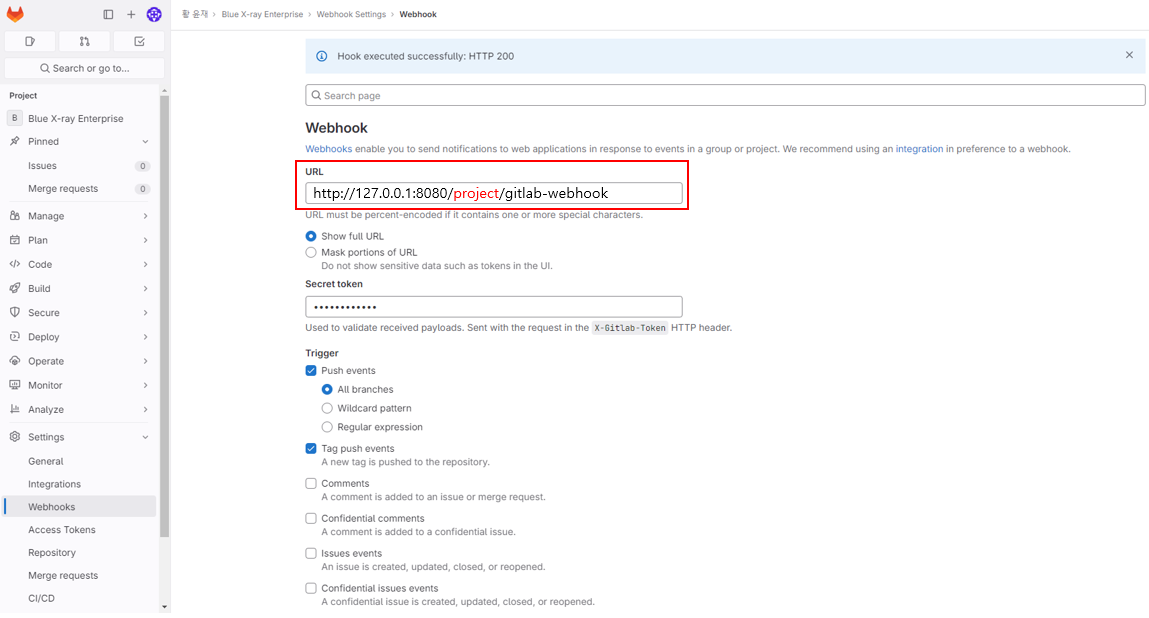 황 윤재 > Blue X-ray Enterprise > Webhook Settings > Webhook
Search or go to...
Project
B Blue X-ray Enterprise
Pinned
Issues 0
Merge requests 0
Manage
Plan
Code
Build
Secure
Deploy
Operate
Monitor
Analyze
Settings
General
Integrations
Webhooks
Access Tokens
Repository
Merge requests
CI/CD
Hook executed successfully: HTTP 200
Search page
Webhook
Webhooks enable you to send notifications to web applications in response to events in a group or project. We recommend using an integration in preference to a webhook.
URL
http://127.0.0.1:8080/project/gitlab-webhook
URL must be percent-encoded if it contains one or more special characters.
Show full URL
Mask portions of URL
Do not show sensitive data such as tokens in the UI.
Secret token
••••••••••••
Used to validate received payloads. Sent with the request in the X-Gitlab-Token HTTP header.
Trigger
Push events
All branches
Wildcard pattern
Regular expression
Tag push events
A new tag is pushed to the repository.
Comments
A comment is added to an issue or merge request.
Confidential comments
A comment is added to a confidential issue.
Issues events
An issue is created, updated, closed, or reopened.
Confidential issues events
A confidential issue is created, updated, closed, or reopened.